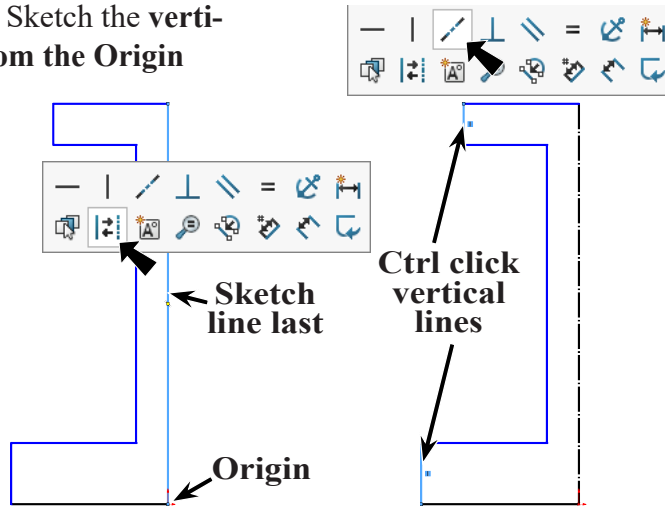 Sketch the verti-
om the Origin
Sketch
line last
Ctrl click
vertical
lines
Origin